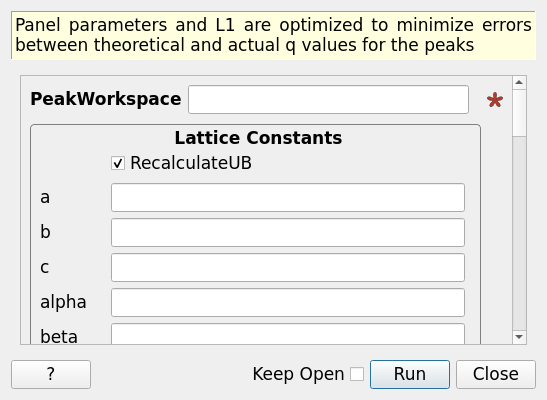 Panel parameters and L1 are optimized to minimize errors
between theoretical and actual q values for the peaks
PeakWorkspace
*
Lattice Constants
RecalculateUB
a
b
c
alpha
beta
?
Keep Open
Run
Close